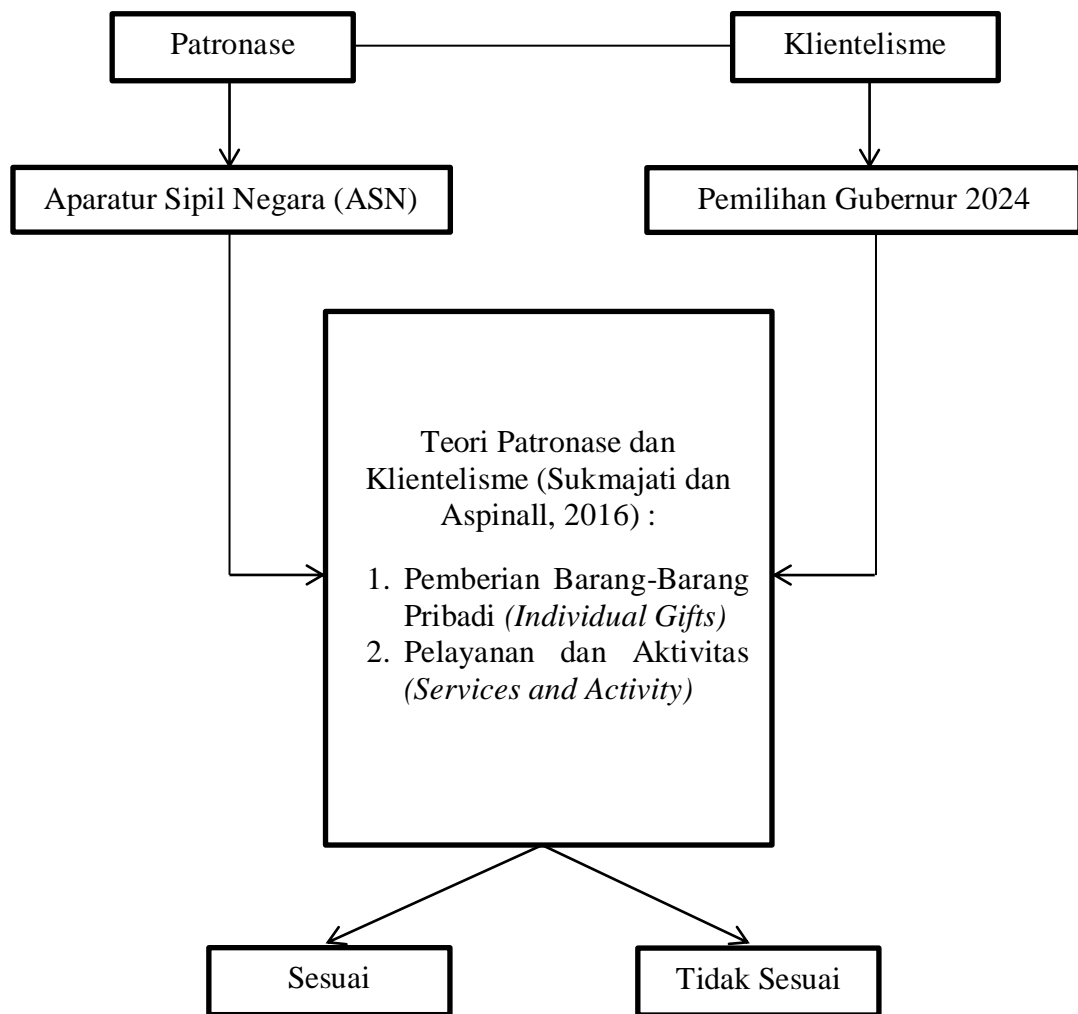 Patronase
Klientelisme
Aparatur Sipil Negara (ASN)
Pemilihan Gubernur 2024
Teori Patronase dan
Klientelisme (Sukmajati dan
Aspinall, 2016) :
1. Pemberian Barang-Barang
Pribadi (Individual Gifts)
2. Pelayanan dan Aktivitas
(Services and Activity)
Sesuai
Tidak Sesuai